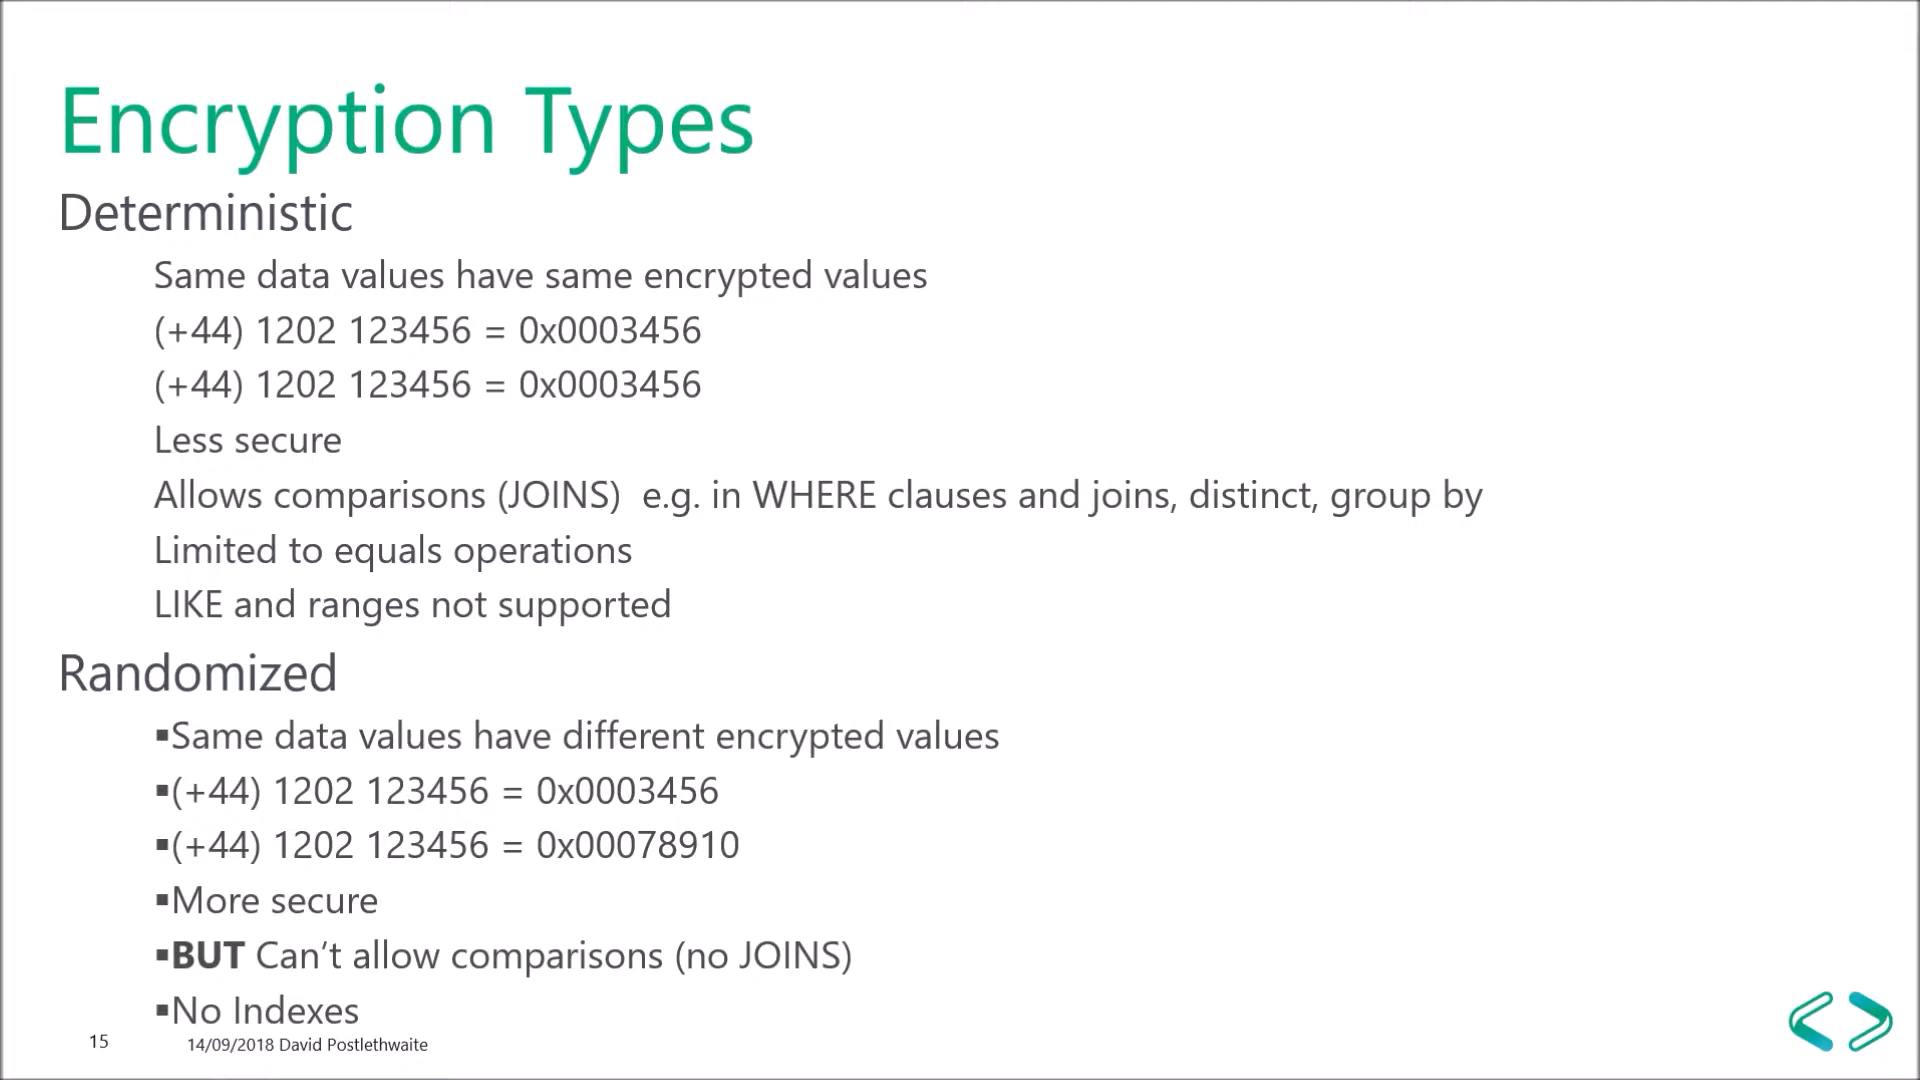 Encryption Types
Deterministic
Same data values have same encrypted values
(+44) 1202 123456 = 0x0003456
(+44) 1202 123456 = 0x0003456
Less secure
Allows comparisons (JOINS)  e.g. in WHERE clauses and joins, distinct, group by
Limited to equals operations
LIKE and ranges not supported
Randomized
▪Same data values have different encrypted values
▪(+44) 1202 123456 = 0x0003456
▪(+44) 1202 123456 = 0x00078910
▪More secure
▪BUT Can’t allow comparisons (no JOINS)
▪No Indexes
15 14/09/2018 David Postlethwaite